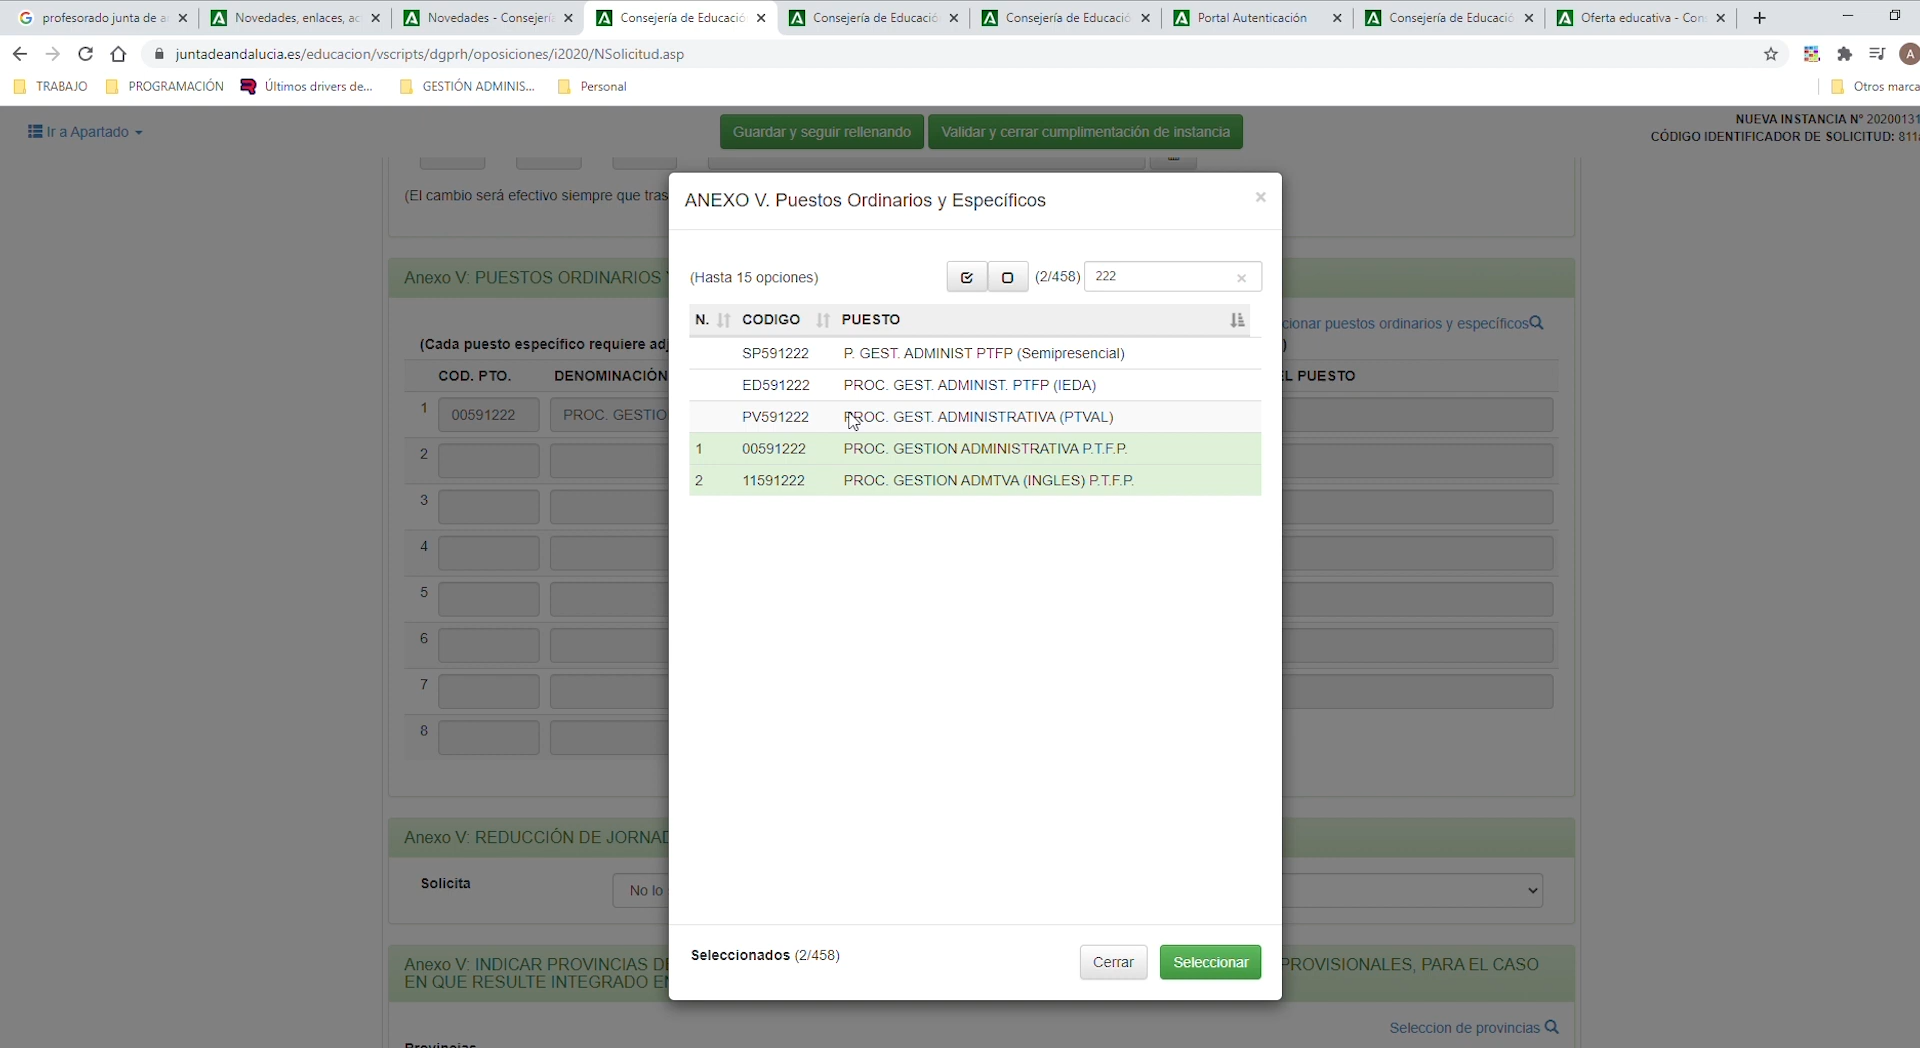 profesorado junta de a
Novedades, enlaces, ac
Novedades - Consejerí
Consejería de Educació
Consejería de Educació
Consejería de Educació
Portal Autenticación
Consejería de Educació
Oferta educativa - Con
juntadeandalucia.es/educacion/vscripts/dgprh/oposiciones/i2020/NSolicitud.asp
A
TRABAJO
PROGRAMACIÓN
Últimos drivers de...
GESTIÓN ADMINIS...
Personal
Otros marca
Ir a Apartado
Guardar y seguir rellenando
Validar y cerrar cumplimentación de instancia
NUEVA INSTANCIA Nº 20200131
CÓDIGO IDENTIFICADOR DE SOLICITUD: 811
(El cambio será efectivo siempre que tras
ANEXO V. Puestos Ordinarios y Específicos
Anexo V: PUESTOS ORDINARIOS
(Hasta 15 opciones)
(2/458)
222
N. CODIGO PUESTO
SP591222 P. GEST. ADMINIST PTFP (Semipresencial)
ED591222 PROC. GEST. ADMINIST. PTFP (IEDA)
PV591222 PROC. GEST. ADMINISTRATIVA (PTVAL)
1 00591222 PROC. GESTION ADMINISTRATIVA P.T.F.P.
2 11591222 PROC. GESTION ADMTVA (INGLES) P.T.F.P.
cionar puestos ordinarios y específicos
(Cada puesto específico requiere adj
)
COD. PTO. DENOMINACIÓN
L PUESTO
1 00591222 PROC. GESTIO
2
3
4
5
6
7
8
Anexo V: REDUCCIÓN DE JORNAD
Solicita
No lo
Seleccionados (2/458)
Cerrar
Seleccionar
Anexo V: INDICAR PROVINCIAS D
PROVISIONALES, PARA EL CASO
EN QUE RESULTE INTEGRADO E
Seleccion de provincias
Provincias